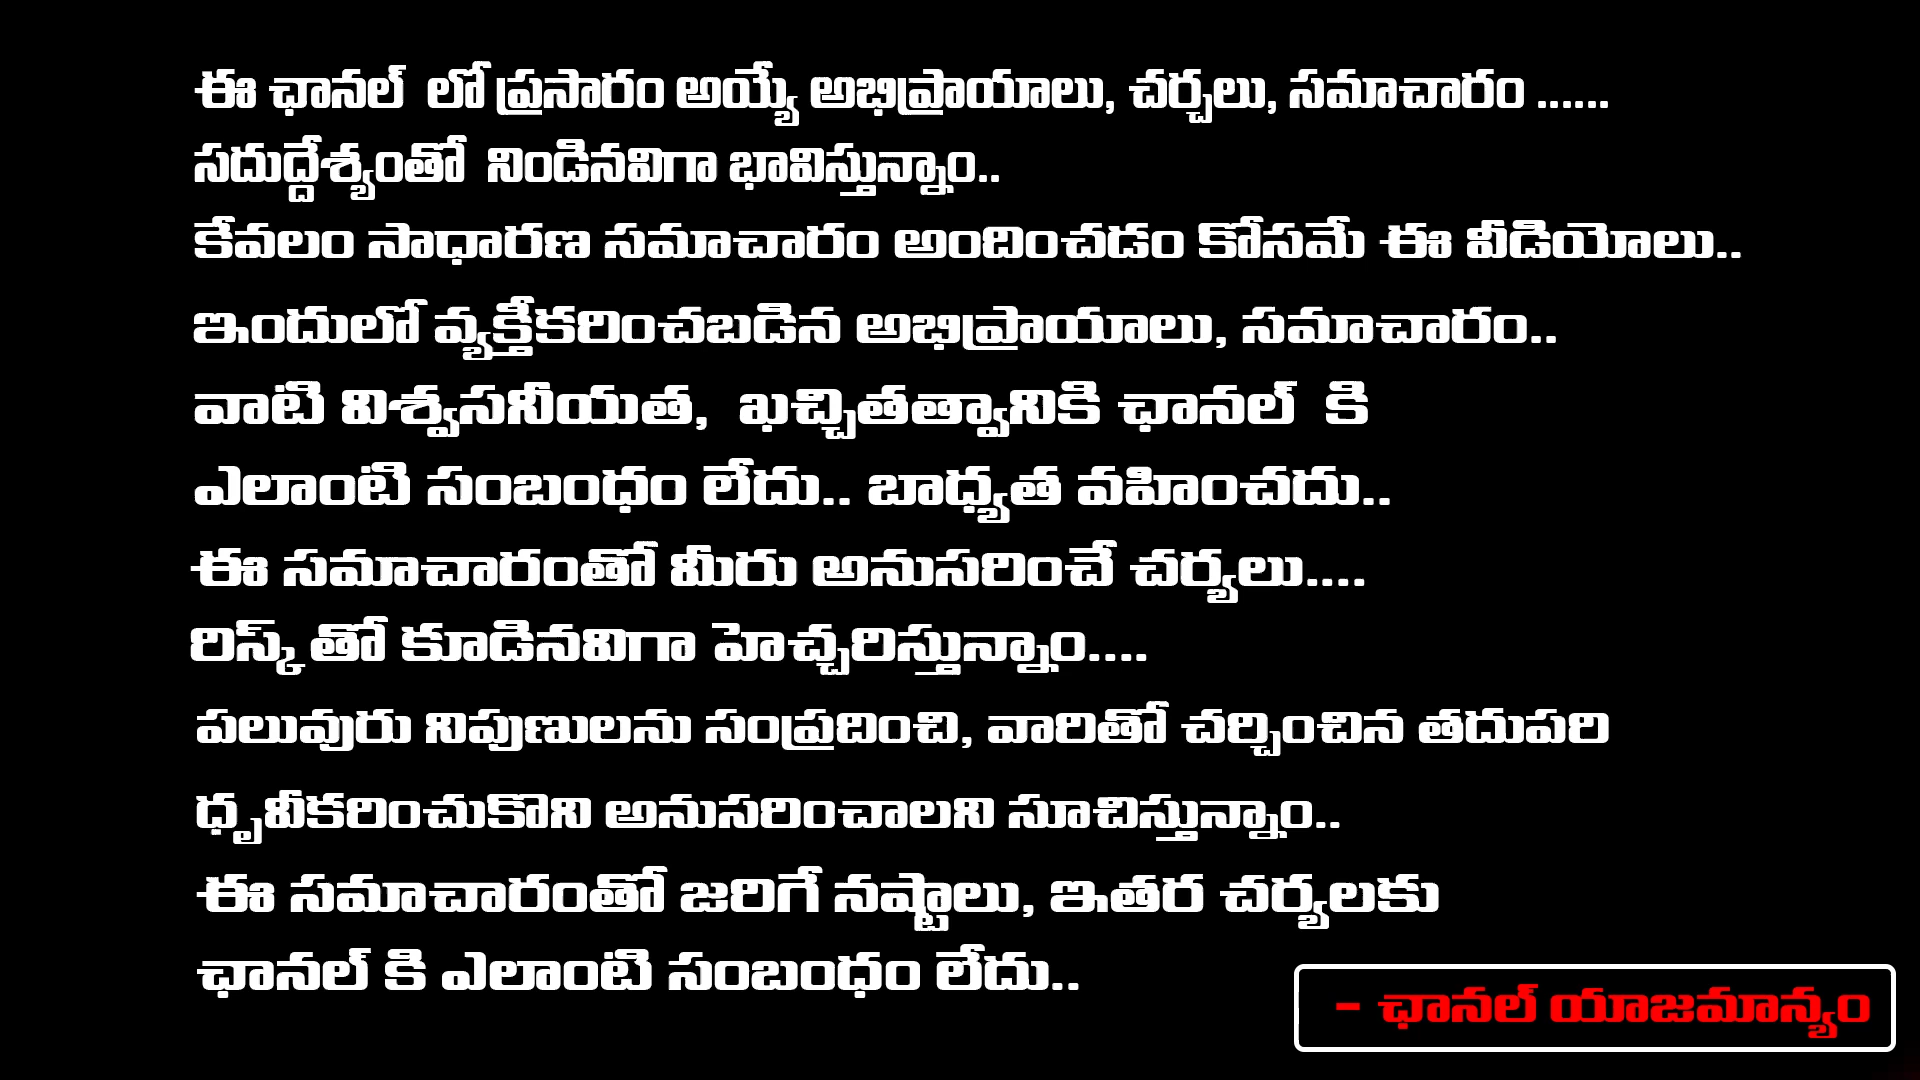 ఈ ఛానల్ లో ప్రసారం అయ్యే అభిప్రాయాలు, చర్చలు, సమాచారం ......
సదుద్దేశ్యంతో నిండినవిగా భావిస్తున్నాం..
కేవలం సాధారణ సమాచారం అందించడం కోసమే ఈ వీడియోలు..
ఇందులో వ్యక్తీకరించబడిన అభిప్రాయాలు, సమాచారం..
వాటి విశ్వసనీయత, ఖచ్చితత్వానికి ఛానల్ కి
ఎలాంటి సంబంధం లేదు.. బాధ్యత వహించదు..
ఈ సమాచారంతో మీరు అనుసరించే చర్యలు....
రిస్క్ తో కూడినవిగా హెచ్చరిస్తున్నాం....
పలువురు నిపుణులను సంప్రదించి, వారితో చర్చించిన తదుపరి
ధృవీకరించుకొని అనుసరించాలని సూచిస్తున్నాం..
ఈ సమాచారంతో జరిగే నష్టాలు, ఇతర చర్యలకు
ఛానల్ కి ఎలాంటి సంబంధం లేదు..
- ఛానల్ యాజమాన్యం